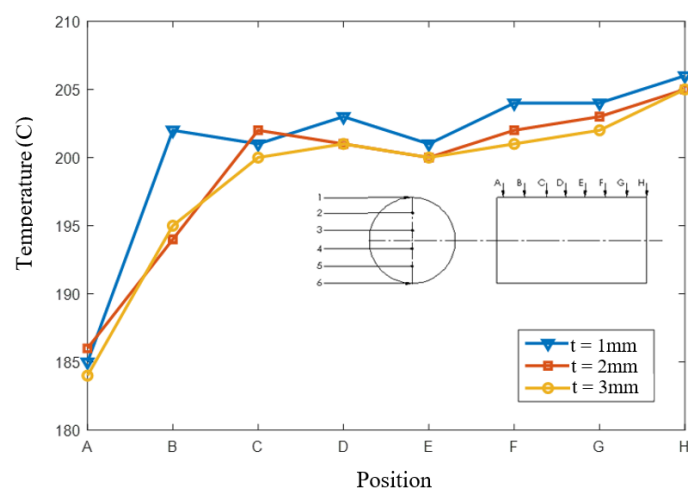 210
205
200
195
190
185
180
Temperature (C)
A B C D E F G H
1
2
3
4
5
6
A B C D E F G H
t = 1mm
t = 2mm
t = 3mm
A B C D E F G H
Position